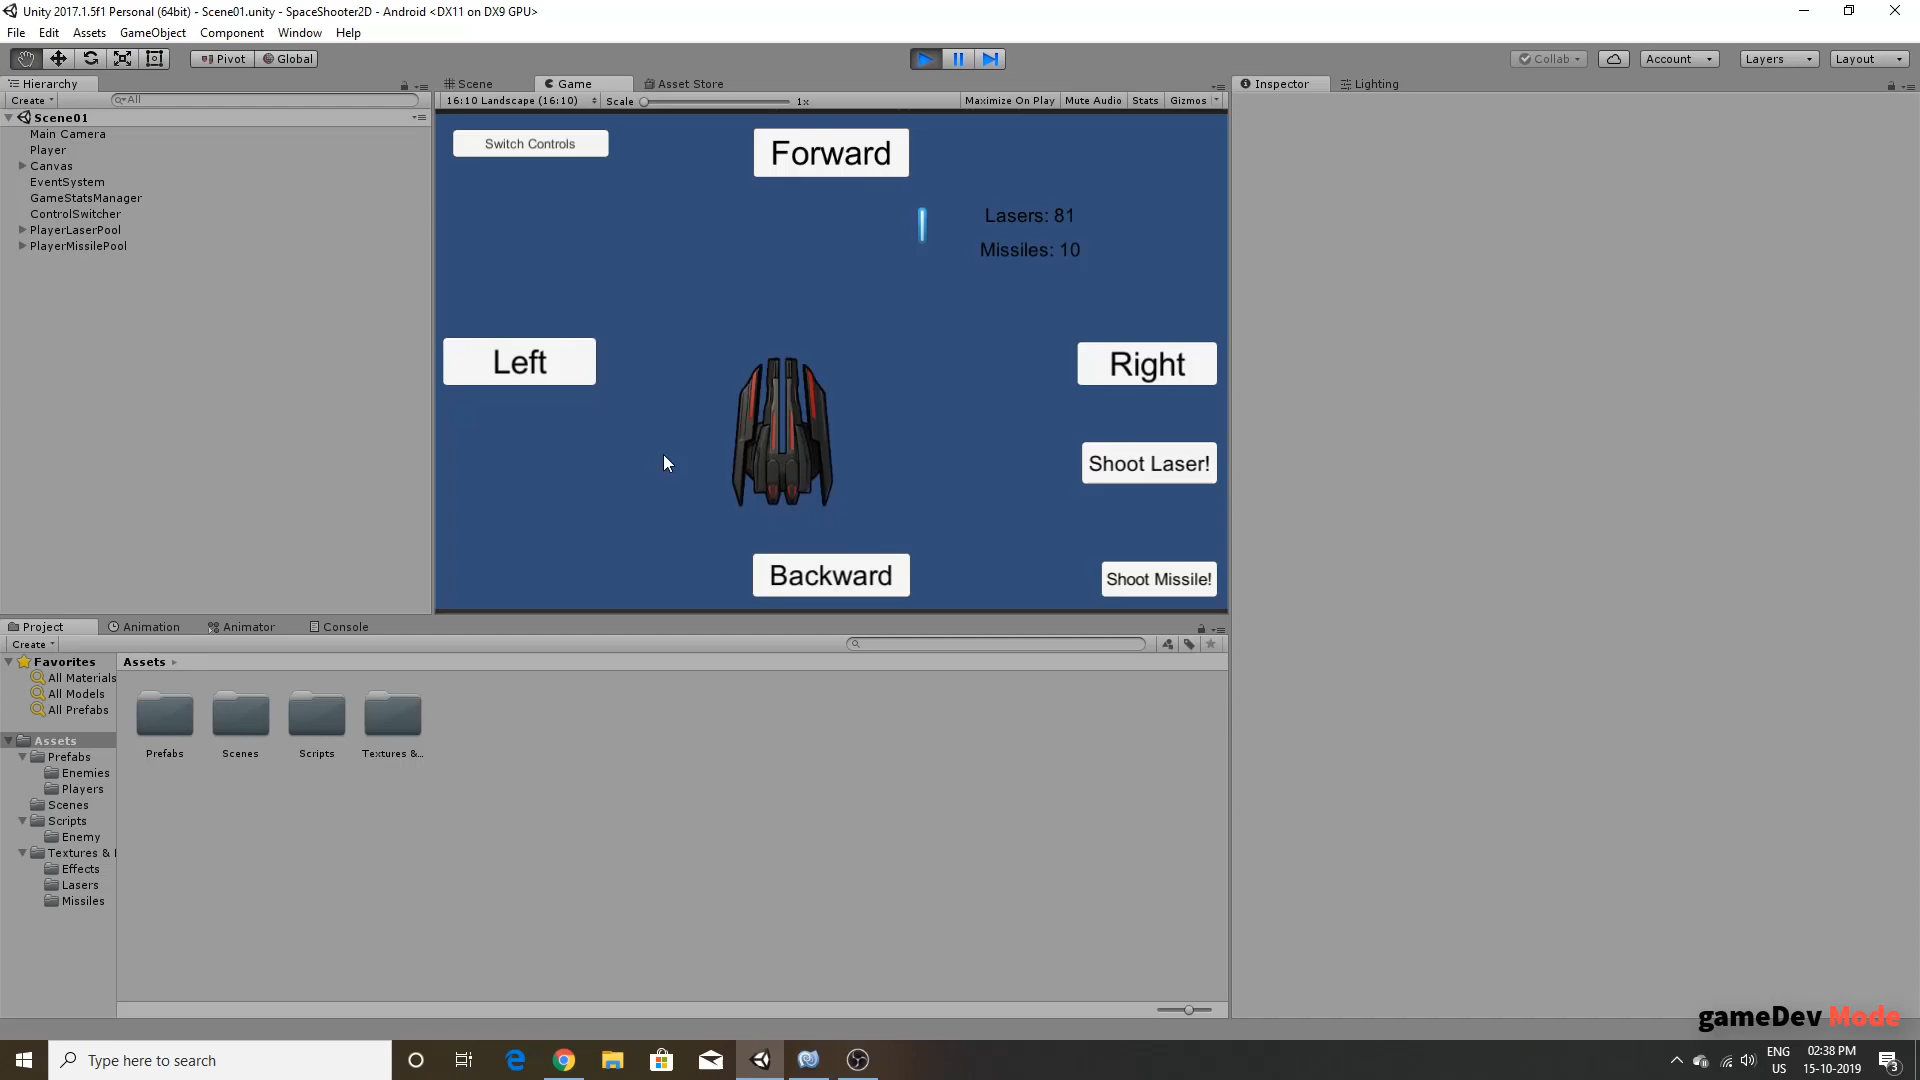 Unity 2017.1.5f1 Personal (64bit) - Scene01.unity - SpaceShooter2D - Android <DX11 on DX9 GPU>
File Edit Assets GameObject Component Window Help
Pivot Global Collab Account Layers Layout
Hierarchy Scene Game Asset Store Inspector Lighting
Create All 16:10 Landscape (16:10) Scale 1x Maximize On Play Mute Audio Stats Gizmos
Scene01
Main Camera
Player
Canvas
EventSystem
GameStatsManager
ControlSwitcher
PlayerLaserPool
PlayerMissilePool
Switch Controls
Forward
Lasers: 81
Missiles: 10
Left
Right
Shoot Laser!
Backward
Shoot Missile!
Project Animation Animator Console
Create
Favorites
All Materials
All Models
All Prefabs
Assets
Prefabs
Enemies
Players
Scenes
Scripts
Enemy
Textures &
Effects
Lasers
Missiles
Assets
Prefabs Scenes Scripts Textures &...
gameDev Mode
Type here to search
ENG
US
02:38 PM
15-10-2019
3